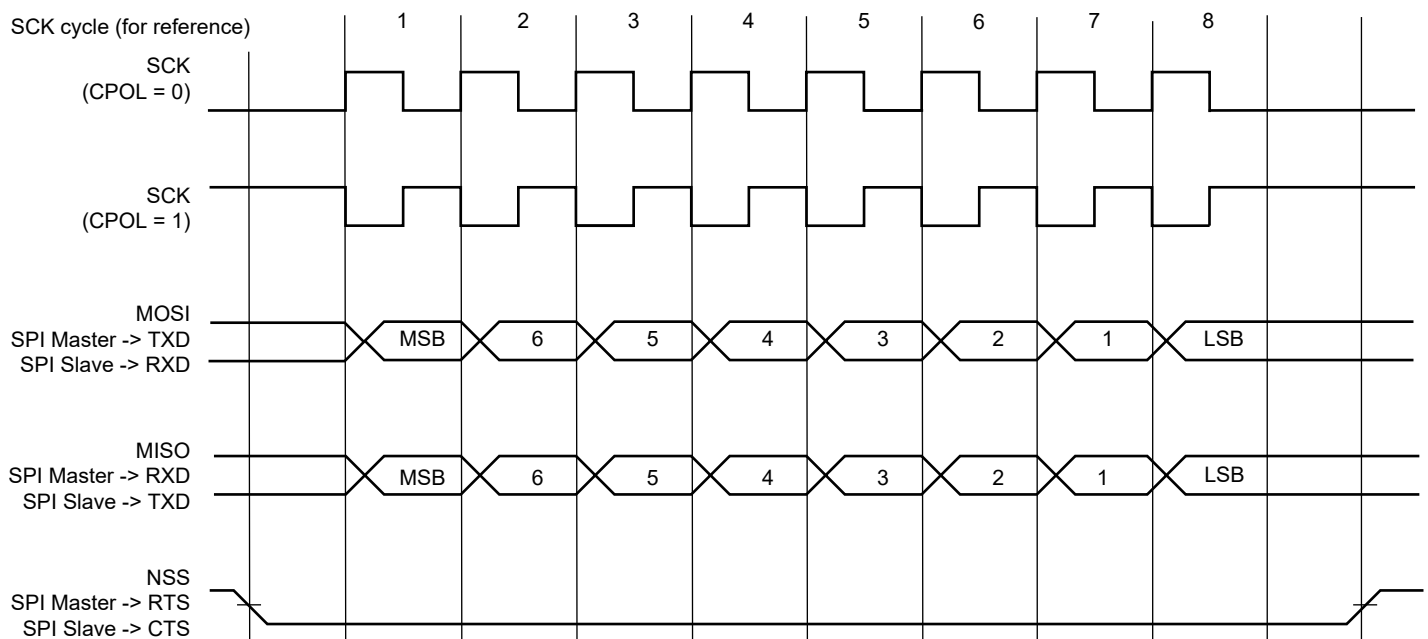 SCK cycle (for reference) 1 2 3 4 5 6 7 8
SCK
(CPOL = 0)
SCK
(CPOL = 1)
MOSI
SPI Master -> TXD
SPI Slave -> RXD
MSB 6 5 4 3 2 1 LSB
MISO
SPI Master -> RXD
SPI Slave -> TXD
MSB 6 5 4 3 2 1 LSB
NSS
SPI Master -> RTS
SPI Slave -> CTS